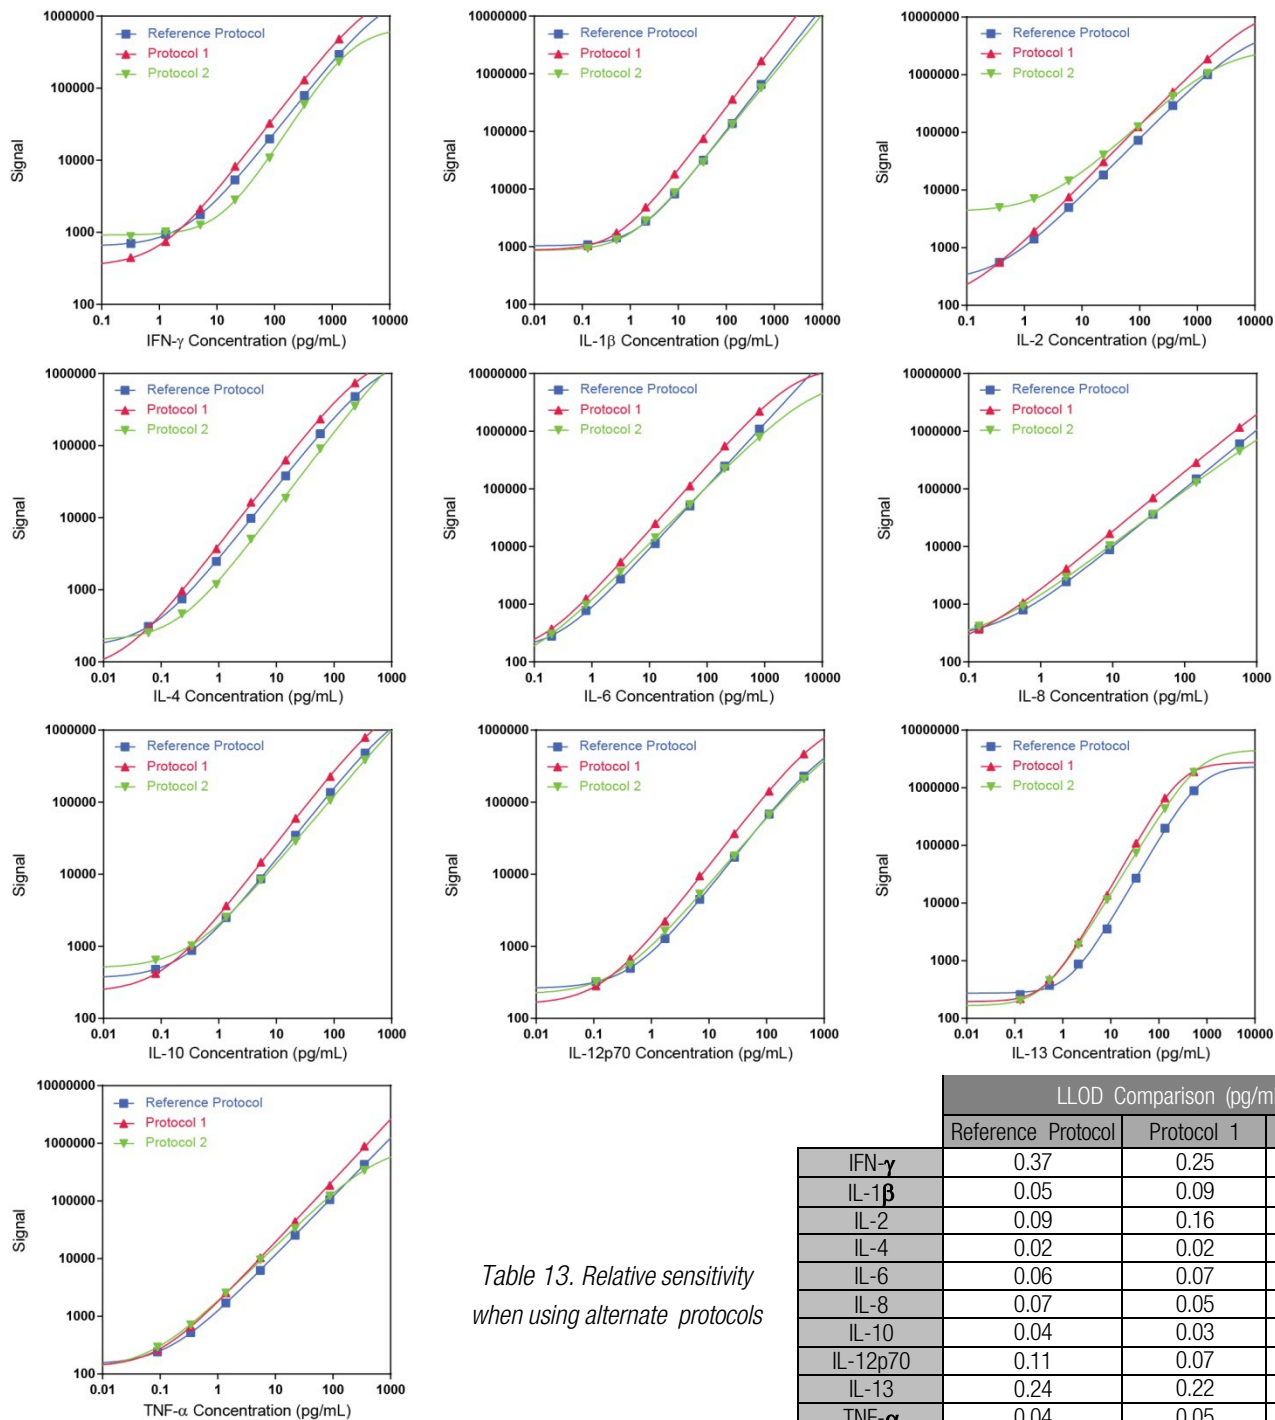 1000000
100000
10000
1000
100
Signal
Reference Protocol
Protocol 1
Protocol 2
0.1 1 10 100 1000 10000
IFN-γ Concentration (pg/mL)
10000000
1000000
100000
10000
1000
100
Signal
Reference Protocol
Protocol 1
Protocol 2
0.01 0.1 1 10 100 1000 10000
IL-1β Concentration (pg/mL)
10000000
1000000
100000
10000
1000
100
Signal
Reference Protocol
Protocol 1
Protocol 2
0.1 1 10 100 1000 10000
IL-2 Concentration (pg/mL)
1000000
100000
10000
1000
100
Signal
Reference Protocol
Protocol 1
Protocol 2
0.01 0.1 1 10 100 1000
IL-4 Concentration (pg/mL)
10000000
1000000
100000
10000
1000
100
Signal
Reference Protocol
Protocol 1
Protocol 2
0.1 1 10 100 1000 10000
IL-6 Concentration (pg/mL)
10000000
1000000
100000
10000
1000
100
Signal
Reference Protocol
Protocol 1
Protocol 2
0.1 1 10 100 1000 10000
IL-8 Concentration (pg/mL)
1000000
100000
10000
1000
100
Signal
Reference Protocol
Protocol 1
Protocol 2
0.01 0.1 1 10 100 1000
IL-10 Concentration (pg/mL)
1000000
100000
10000
1000
100
Signal
Reference Protocol
Protocol 1
Protocol 2
0.01 0.1 1 10 100 1000
IL-12p70 Concentration (pg/mL)
10000000
1000000
100000
10000
1000
100
Signal
Reference Protocol
Protocol 1
Protocol 2
0.01 0.1 1 10 100 1000 10000
IL-13 Concentration (pg/mL)
10000000
1000000
100000
10000
1000
100
Signal
Reference Protocol
Protocol 1
Protocol 2
0.01 0.1 1 10 100 1000
TNF-α Concentration (pg/mL)
Table 13. Relative sensitivity
when using alternate protocols
LLOD Comparison (pg/m
Reference Protocol Protocol 1
IFN-γ 0.37 0.25
IL-1β 0.05 0.09
IL-2 0.09 0.16
IL-4 0.02 0.02
IL-6 0.06 0.07
IL-8 0.07 0.05
IL-10 0.04 0.03
IL-12p70 0.11 0.07
IL-13 0.24 0.22
TNF-α 0.04 0.05